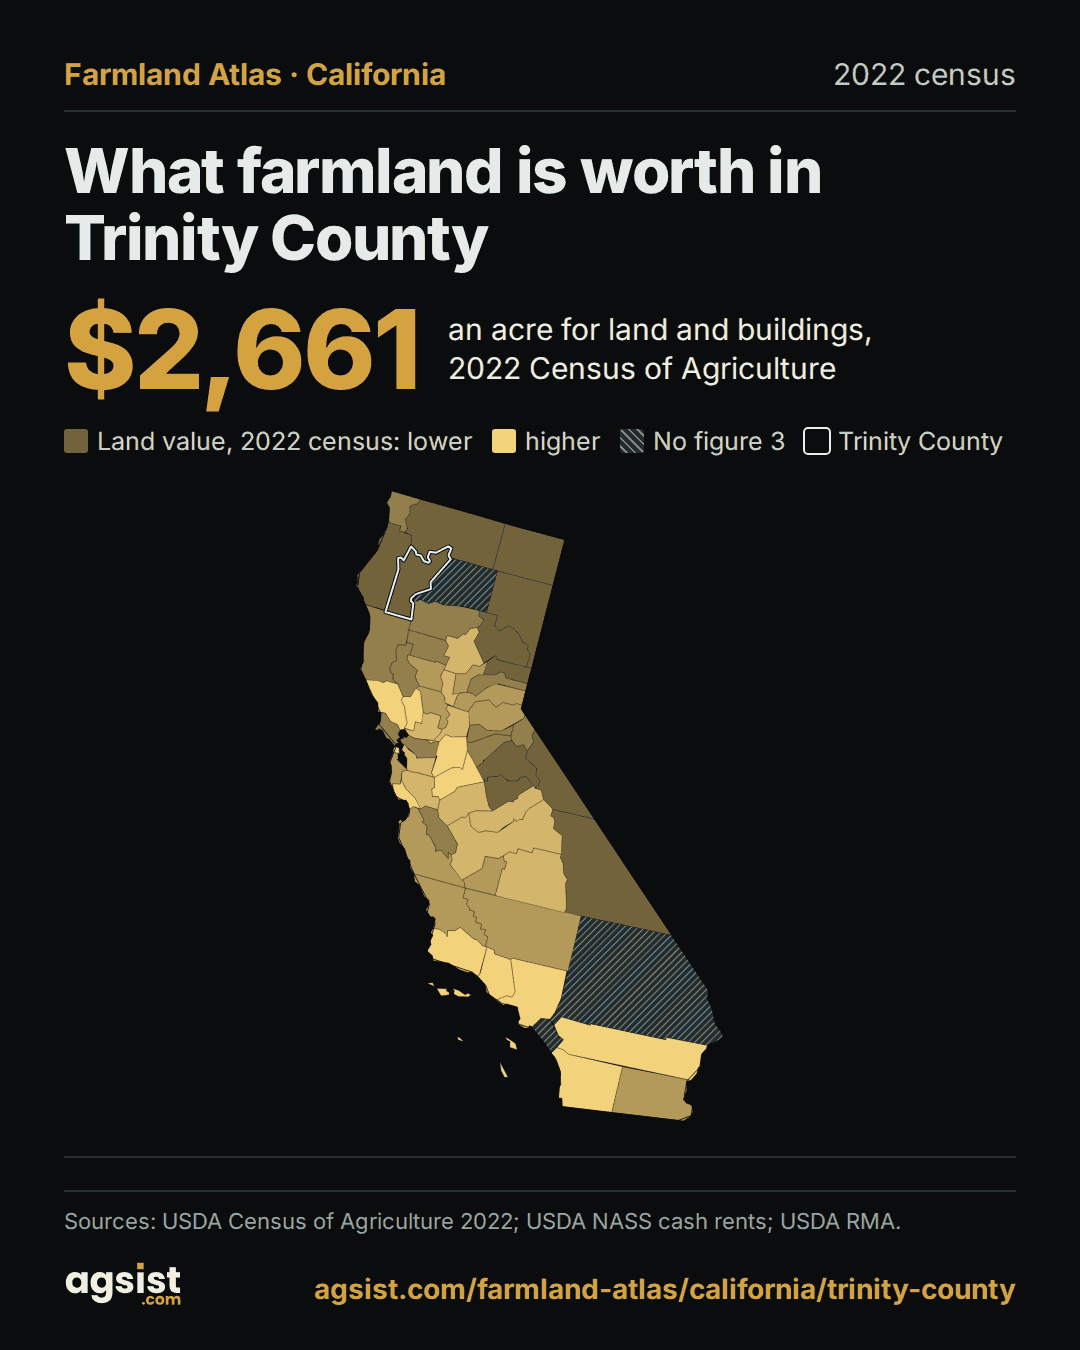 Farmland Atlas · California
2022 census
What farmland is worth in
Trinity County
$2,661
an acre for land and buildings,
2022 Census of Agriculture
Land value, 2022 census: lower
higher
No figure 3
Trinity County
Sources: USDA Census of Agriculture 2022; USDA NASS cash rents; USDA RMA.
agsist
.com
agsist.com/farmland-atlas/california/trinity-county